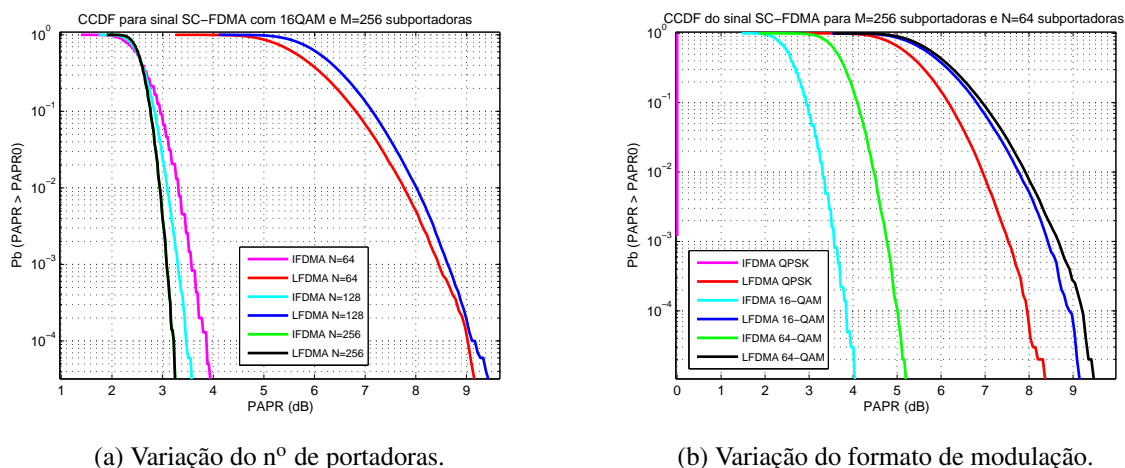 CCDF para sinal SC−FDMA com 16QAM e M=256 subportadoras
10^0
10^−1
10^−2
10^−3
10^−4
Pb (PAPR > PAPR0)
IFDMA N=64
LFDMA N=64
IFDMA N=128
LFDMA N=128
IFDMA N=256
LFDMA N=256
1 2 3 4 5 6 7 8 9
PAPR (dB)
(a) Variação do nº de portadoras.
CCDF do sinal SC−FDMA para M=256 subportadoras e N=64 subportadoras
10^0
10^−1
10^−2
10^−3
10^−4
Pb (PAPR > PAPR0)
IFDMA QPSK
LFDMA QPSK
IFDMA 16−QAM
LFDMA 16−QAM
IFDMA 64−QAM
LFDMA 64−QAM
0 1 2 3 4 5 6 7 8 9
PAPR (dB)
(b) Variação do formato de modulação.